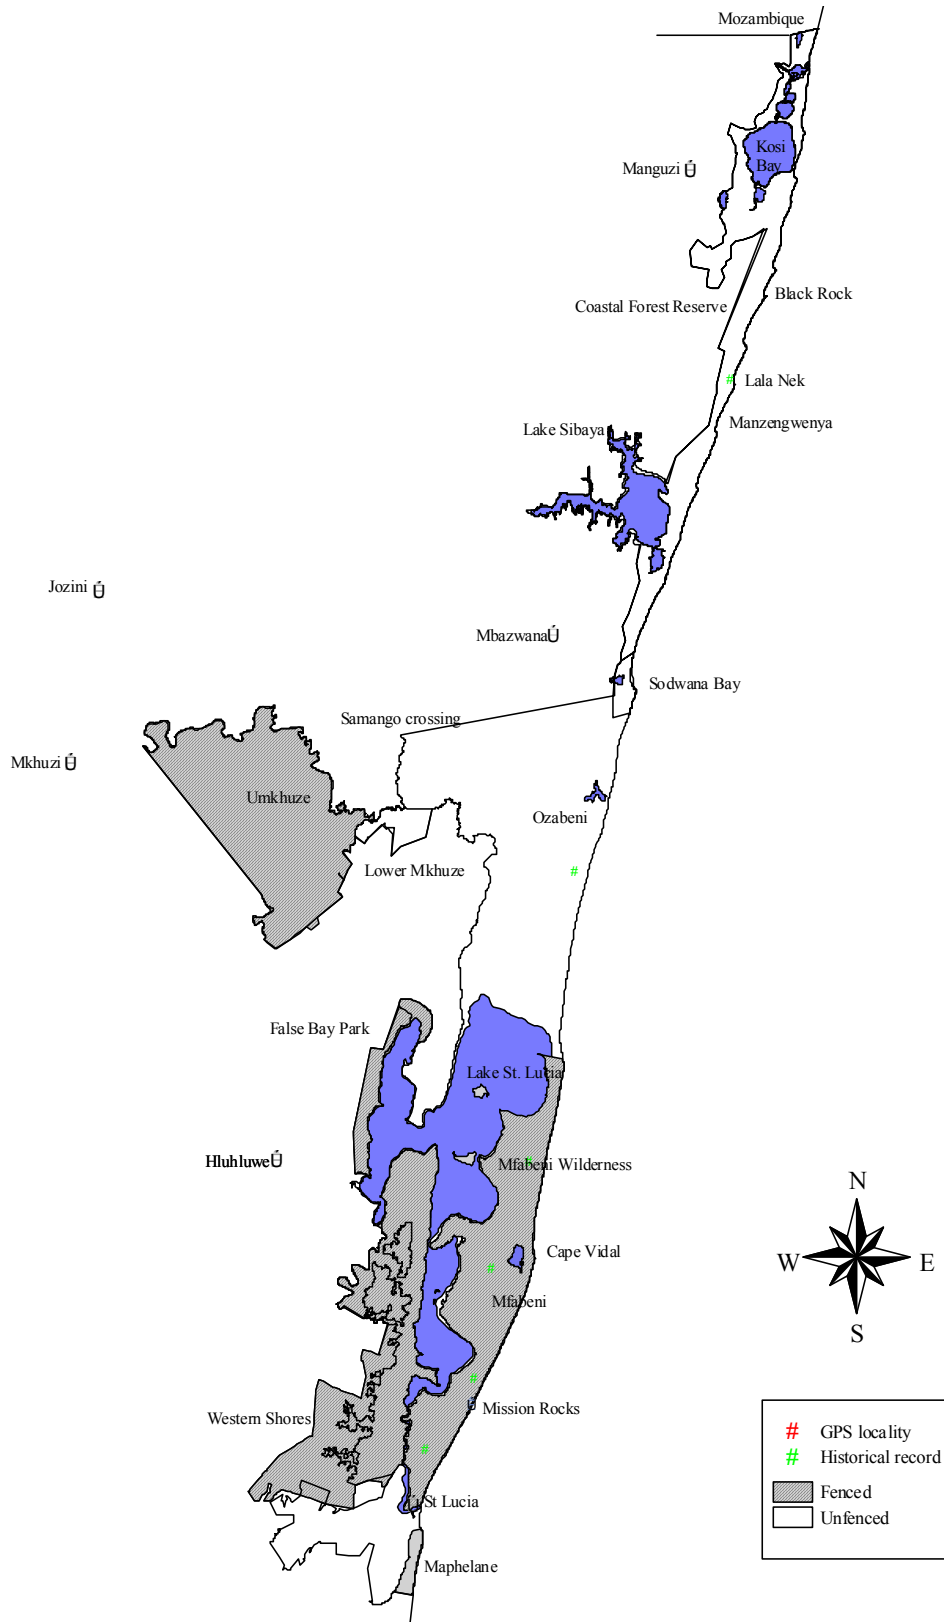 Mozambique
Kosi
Bay
Manguzi
Black Rock
Coastal Forest Reserve
Lala Nek
Manzengwenya
Lake Sibaya
Jozini
Mbazwana
Sodwana Bay
Samango crossing
Mkhuzi
Umkhuze
Ozabeni
Lower Mkhuze
False Bay Park
Lake St. Lucia
Hluhluwe
Mfabeni Wilderness
Cape Vidal
Mfabeni
Mission Rocks
Western Shores
St Lucia
Maphelane
N
W
E
S
# GPS locality
# Historical record
Fenced
Unfenced